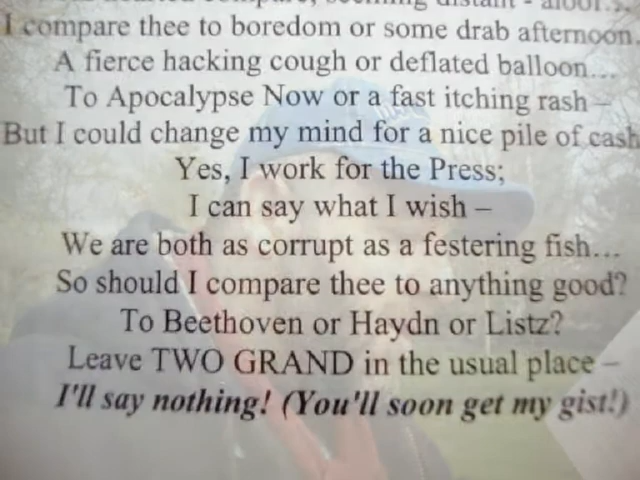 I compare thee to boredom or some drab afternoon.
A fierce hacking cough or deflated balloon...
To Apocalypse Now or a fast itching rash –
But I could change my mind for a nice pile of cash
Yes, I work for the Press;
I can say what I wish –
We are both as corrupt as a festering fish...
So should I compare thee to anything good?
To Beethoven or Haydn or Listz?
Leave TWO GRAND in the usual place –
I'll say nothing! (You'll soon get my gist!)